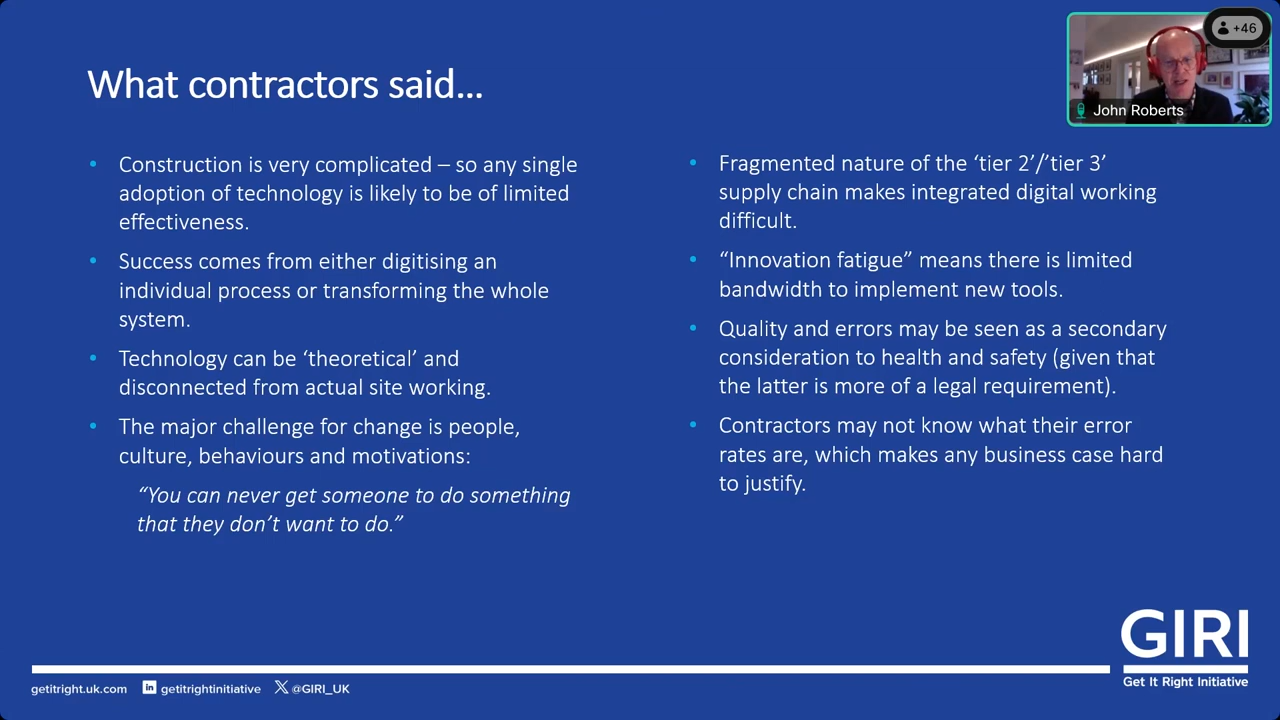 What contractors said...
+46
John Roberts
Construction is very complicated – so any single
adoption of technology is likely to be of limited
effectiveness.
Success comes from either digitising an
individual process or transforming the whole
system.
Technology can be ‘theoretical’ and
disconnected from actual site working.
The major challenge for change is people,
culture, behaviours and motivations:
“You can never get someone to do something
that they don’t want to do.”
Fragmented nature of the ‘tier 2’/’tier 3’
supply chain makes integrated digital working
difficult.
“Innovation fatigue” means there is limited
bandwidth to implement new tools.
Quality and errors may be seen as a secondary
consideration to health and safety (given that
the latter is more of a legal requirement).
Contractors may not know what their error
rates are, which makes any business case hard
to justify.
GIRI
Get It Right Initiative
getitright.uk.com in getitrightinitiative X @GIRI_UK